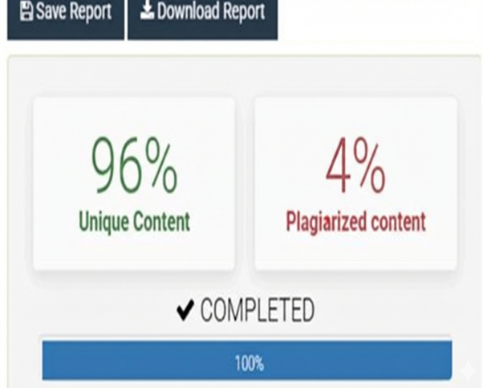 Save Report Download Report
96% 4%
Unique Content Plagiarized content
✔ COMPLETED
100%